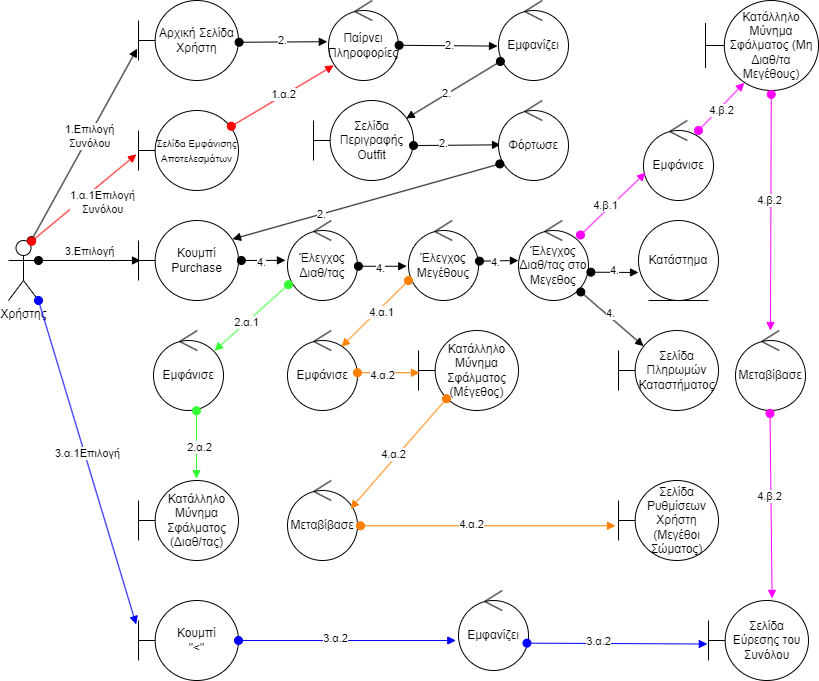 Αρχική Σελίδα
Χρήστη
2.
Παίρνει
Πληροφορίες
2.
Εμφανίζει
Κατάλληλο
Μύνημα
Σφάλματος (Μη
Διαθ/τα
Μεγέθους)
1.Επιλογή
Συνόλου
1.α.2
2.
Σελίδα Εμφάνισης
Αποτελεσμάτων
Σελίδα
Περιγραφής
Outfit
2.
Φόρτωσε
4.β.2
Εμφάνισε
1.α.1Επιλογή
Συνόλου
2.
4.β.1
4.β.2
3.Επιλογή
Χρήστης
Κουμπί
Purchase
4.
Έλεγχος
Διαθ/τας
4.
Έλεγχος
Μεγέθους
4.
Έλεγχος
Διαθ/τας στο
Μεγεθος
4.
Κατάστημα
4.
2.α.1
4.α.1
Εμφάνισε
Εμφάνισε
4.α.2
Κατάλληλο
Μύνημα
Σφάλματος
(Μέγεθος)
Σελίδα
Πληρωμών
Καταστήματος
Μεταβίβασε
3.α.1Επιλογή
2.α.2
4.α.2
4.β.2
Κατάλληλο
Μύνημα
Σφάλματος
(Διαθ/τας)
Μεταβίβασε
4.α.2
Σελίδα
Ρυθμίσεων
Χρήστη
(Μεγέθοι
Σώματος)
Κουμπί
"<"
3.α.2
Εμφανίζει
3.α.2
Σελίδα
Εύρεσης του
Συνόλου